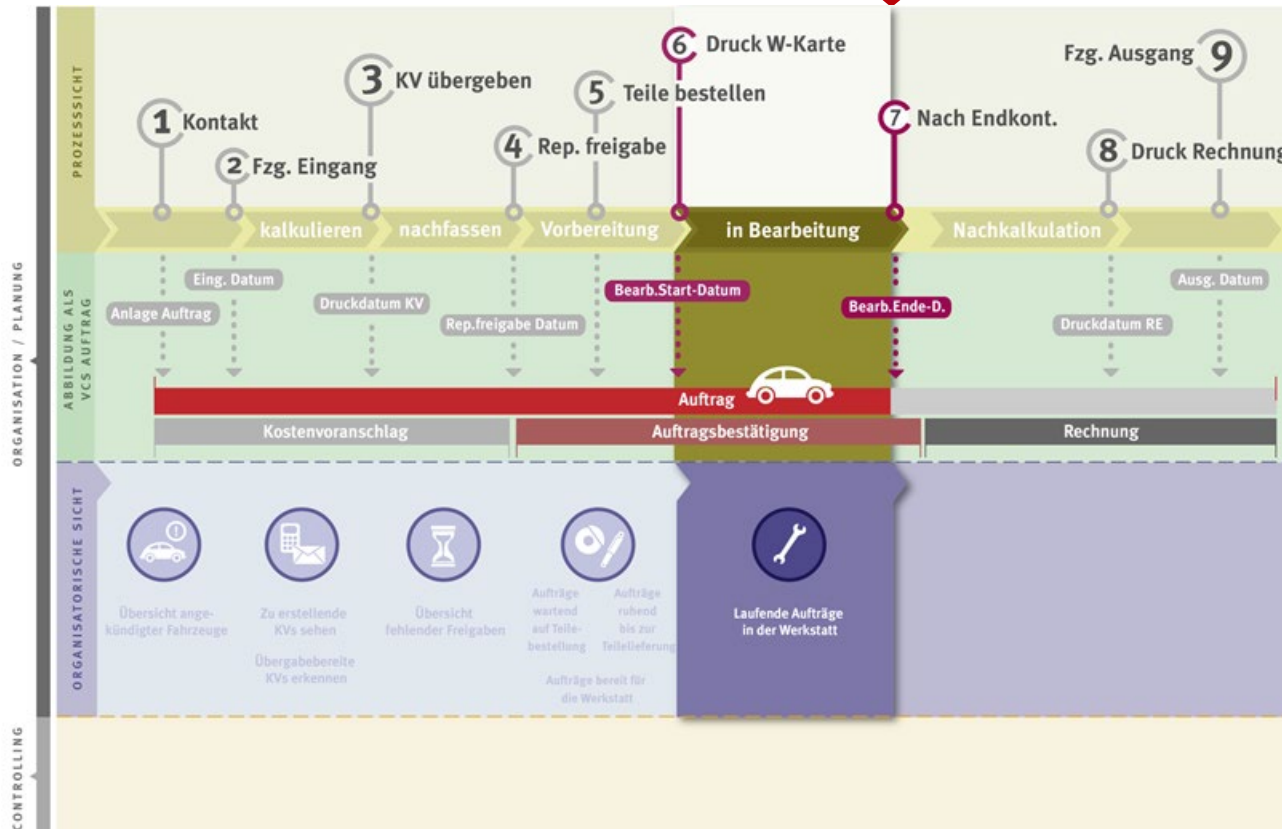 ORGANISATION / PLANUNG
CONTROLLING
PROZESSSICHT
1 Kontakt
2 Fzg. Eingang
3 KV übergeben
4 Rep. freigabe
5 Teile bestellen
6 Druck W-Karte
7 Nach Endkont.
8 Druck Rechnung
Fzg. Ausgang 9
kalkulieren
nachfassen
Vorbereitung
in Bearbeitung
Nachkalkulation
ABBILDUNG ALS
VCS AUFTRAG
Anlage Auftrag
Eing. Datum
Druckdatum KV
Rep.freigabe Datum
Bearb.Start-Datum
Bearb.Ende-D.
Druckdatum RE
Ausg. Datum
Auftrag
Kostenvoranschlag
Auftragsbestätigung
Rechnung
ORGANISATORISCHE SICHT
Übersicht ange-
kündigter Fahrzeuge
Zu erstellende
KVs sehen
Übergabebereite
KVs erkennen
Übersicht
fehlender Freigaben
Aufträge
wartend
auf Teile-
bestellung
Aufträge
ruhend
bis zur
Teilelieferung
Aufträge bereit für
die Werkstatt
Laufende Aufträge
in der Werkstatt